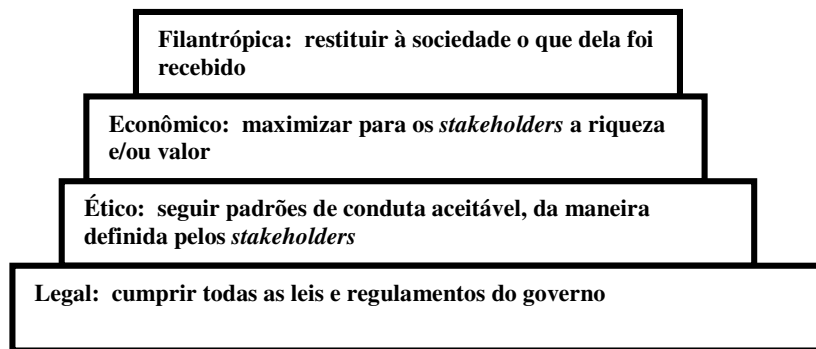 Filantrópica: restituir à sociedade o que dela foi
recebido
Econômico: maximizar para os stakeholders a riqueza
e/ou valor
Ético: seguir padrões de conduta aceitável, da maneira
definida pelos stakeholders
Legal: cumprir todas as leis e regulamentos do governo